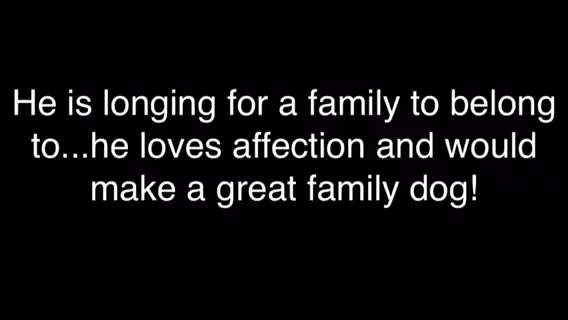 He is longing for a family to belong
to...he loves affection and would
make a great family dog!